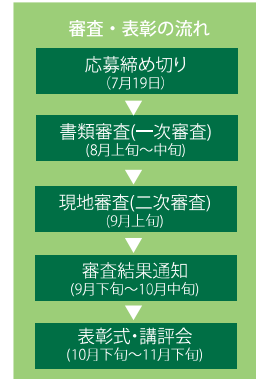 審査・表彰の流れ
応募締め切り
(7月19日)
書類審査(一次審査)
(8月上旬～中旬)
現地審査(二次審査)
(9月上旬)
審査結果通知
(9月下旬～10月中旬)
表彰式・講評会
(10月下旬～11月下旬)